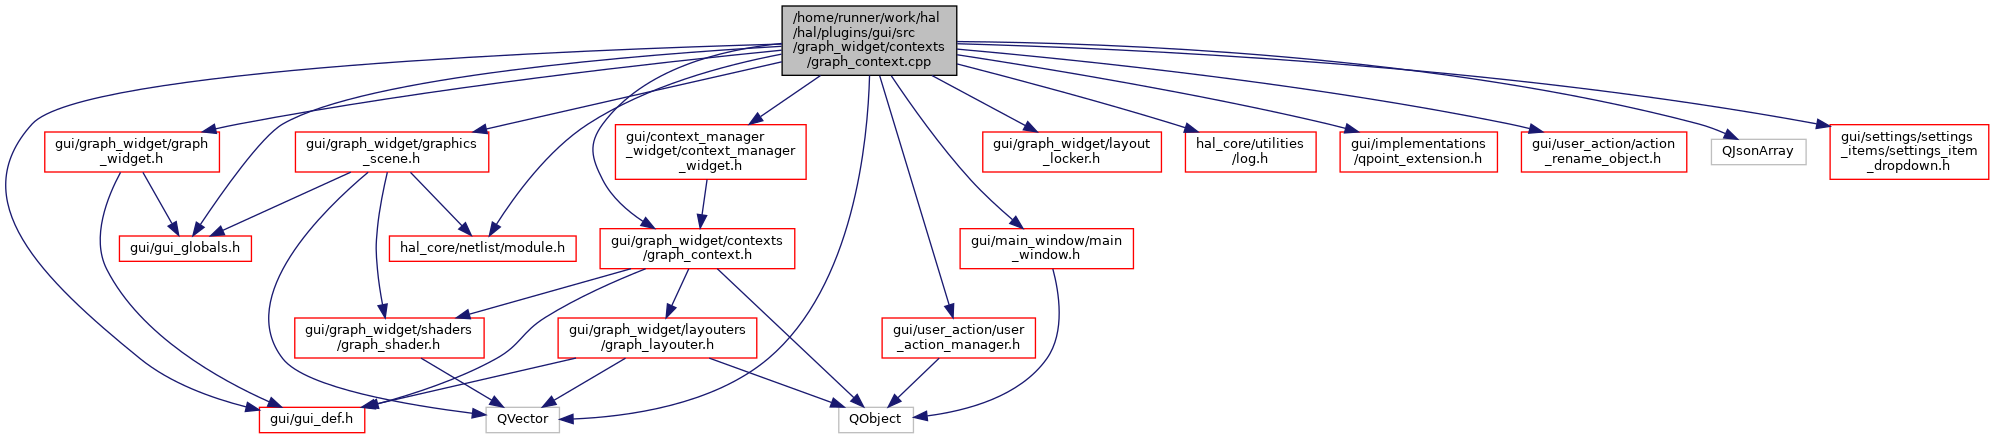 /home/runner/work/hal
/hal/plugins/gui/src
/graph_widget/contexts
/graph_context.cpp
gui/graph_widget/graph
_widget.h
gui/graph_widget/graphics
_scene.h
gui/context_manager
_widget/context_manager
_widget.h
gui/graph_widget/layout
_locker.h
hal_core/utilities
/log.h
gui/implementations
/qpoint_extension.h
gui/user_action/action
_rename_object.h
QJsonArray
gui/settings/settings
_items/settings_item
_dropdown.h
gui/gui_globals.h
hal_core/netlist/module.h
gui/graph_widget/contexts
/graph_context.h
gui/main_window/main
_window.h
gui/graph_widget/shaders
/graph_shader.h
gui/graph_widget/layouters
/graph_layouter.h
gui/user_action/user
_action_manager.h
gui/gui_def.h
QVector
QObject